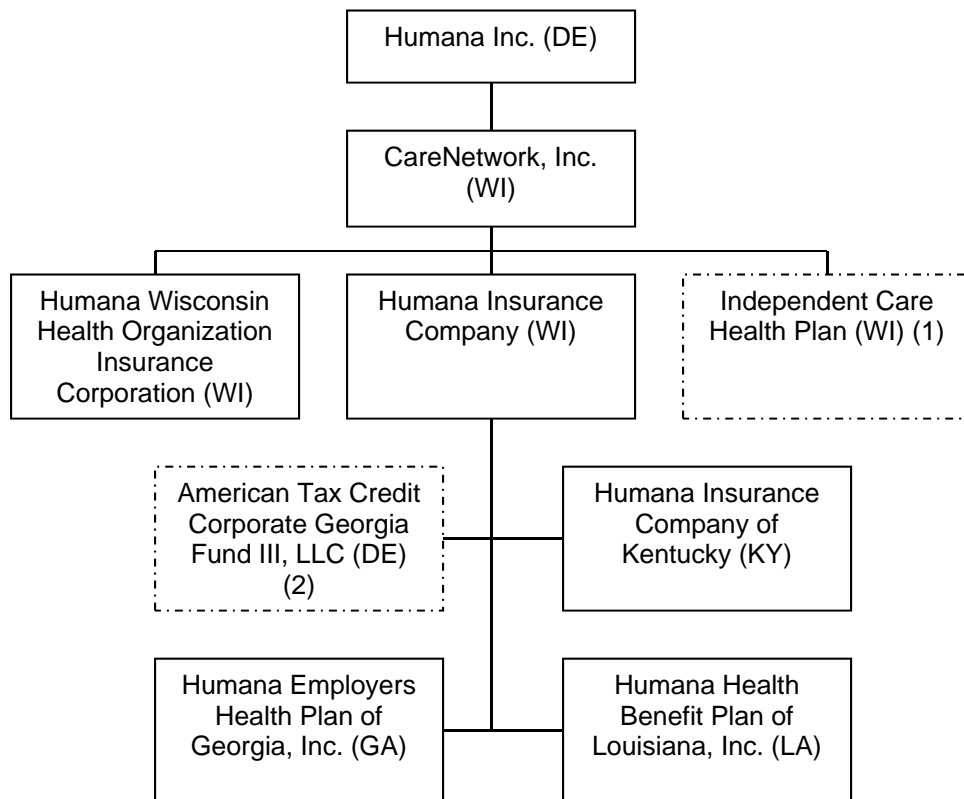 Humana Inc. (DE)
CareNetwork, Inc.
(WI)
Humana Wisconsin
Health Organization
Insurance
Corporation (WI)
Humana Insurance
Company (WI)
Independent Care
Health Plan (WI) (1)
American Tax Credit
Corporate Georgia
Fund III, LLC (DE)
(2)
Humana Insurance
Company of
Kentucky (KY)
Humana Employers
Health Plan of
Georgia, Inc. (GA)
Humana Health
Benefit Plan of
Louisiana, Inc. (LA)